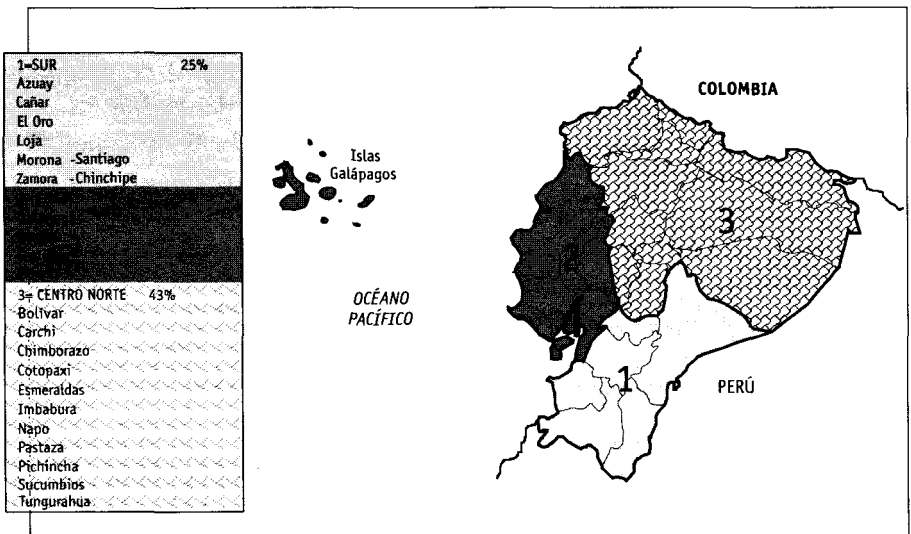 1=SUR 25%
Azuay
Cañar
El Oro
Loja
Morona -Santiago
Zamora -Chinchipe
3= CENTRO NORTE 43%
Bolívar
Carchi
Chimborazo
Cotopaxi
Esmeraldas
Imbabura
Napo
Pastaza
Pichincha
Sucumbios
Tungurahua
Islas
Galápagos
OCÉANO
PACÍFICO
COLOMBIA
3
2
1
PERÚ